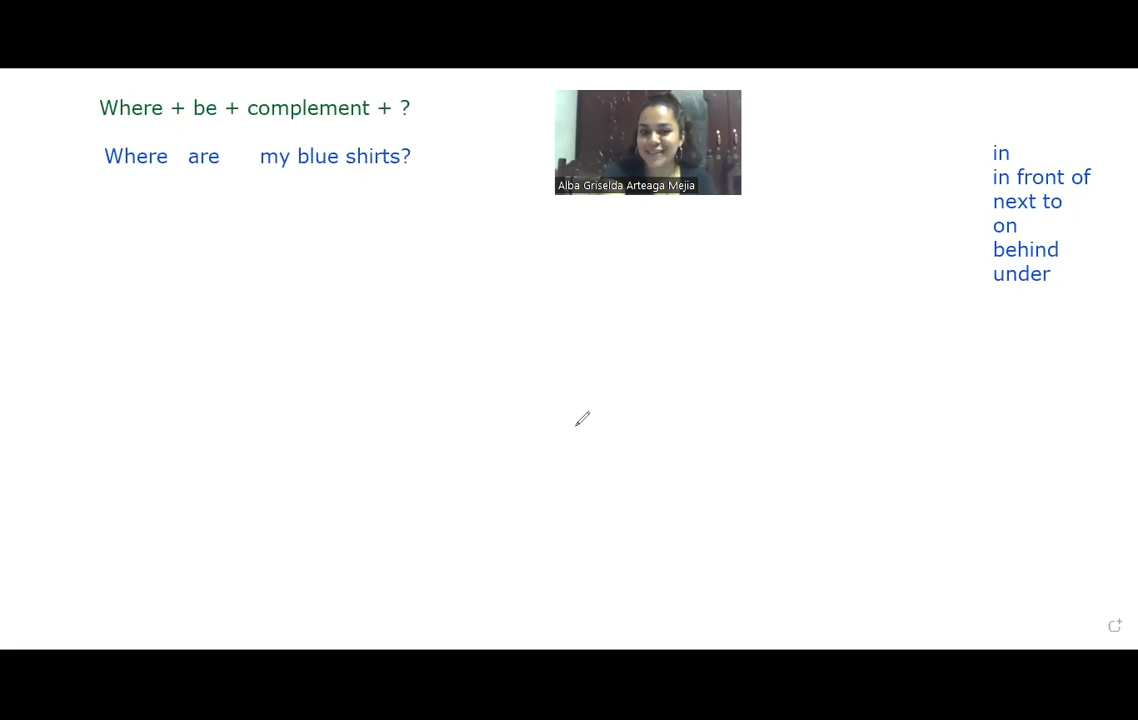 Where + be + complement + ?
Where are my blue shirts?
Alba Griselda Arteaga Mejia
in
in front of
next to
on
behind
under